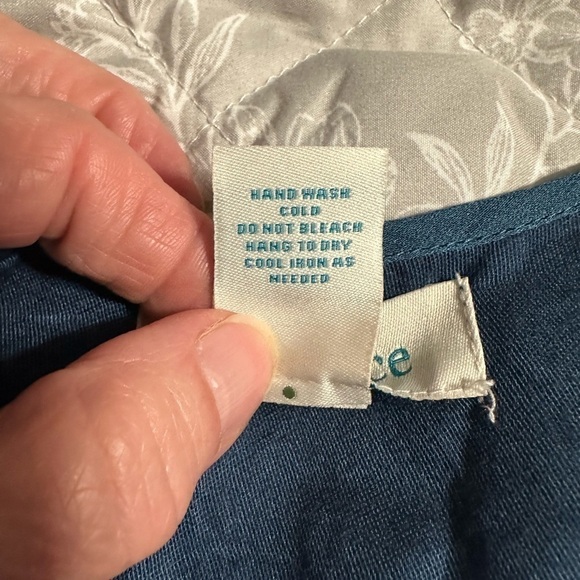 HAND WASH
COLD
DO NOT BLEACH
HANG TO DRY
COOL IRON AS
NEEDED
ce